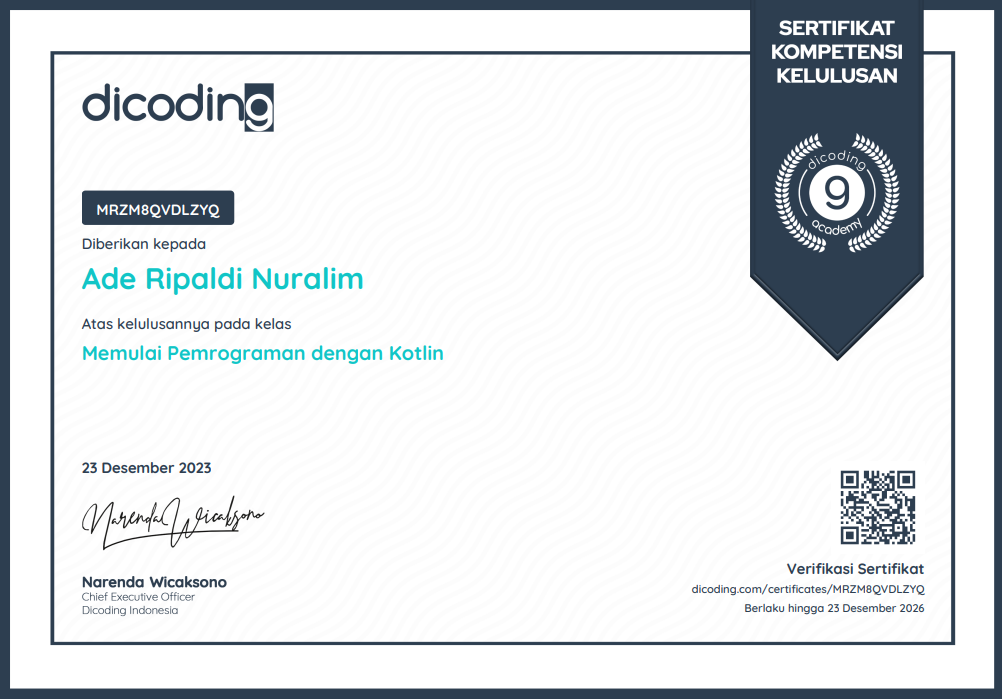 SERTIFIKAT
KOMPETENSI
KELULUSAN
dicoding
dicoding
9
academy
MRZM8QVDLZYQ
Diberikan kepada
Ade Ripaldi Nuralim
Atas kelulusannya pada kelas
Memulai Pemrograman dengan Kotlin
23 Desember 2023
Narenda Wicaksono
Narenda Wicaksono
Chief Executive Officer
Dicoding Indonesia
Verifikasi Sertifikat
dicoding.com/certificates/MRZM8QVDLZYQ
Berlaku hingga 23 Desember 2026